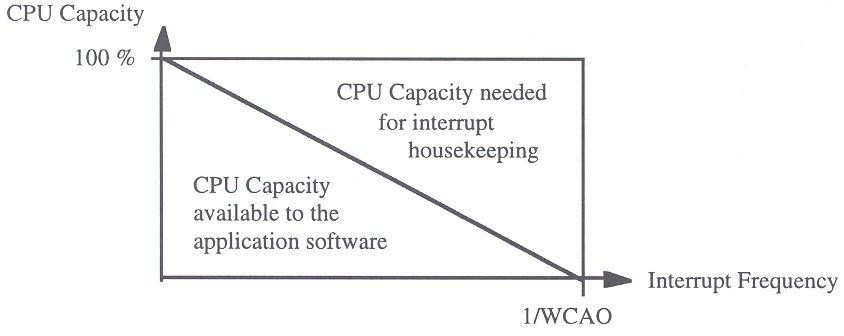 CPU Capacity
100 %
CPU Capacity needed
for interrupt
housekeeping
CPU Capacity
available to the
application software
Interrupt Frequency
1/WCAO